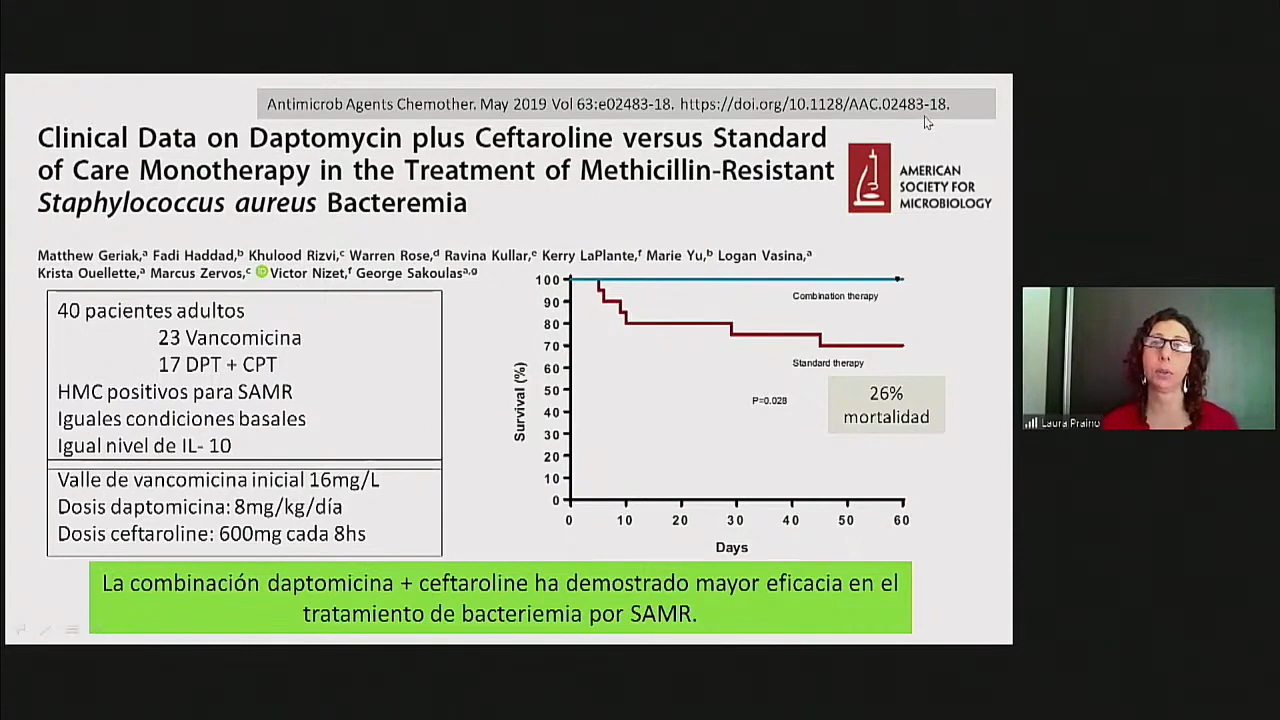 Antimicrob Agents Chemother. May 2019 Vol 63:e02483-18. https://doi.org/10.1128/AAC.02483-18.
Clinical Data on Daptomycin plus Ceftaroline versus Standard
of Care Monotherapy in the Treatment of Methicillin-Resistant
Staphylococcus aureus Bacteremia
AMERICAN
SOCIETY FOR
MICROBIOLOGY
Matthew Geriak,a Fadi Haddad,b Khulood Rizvi,c Warren Rose,d Ravina Kullar,e Kerry LaPlante,f Marie Yu,b Logan Vasina,a
Krista Ouellette,a Marcus Zervos,c iD Victor Nizet,f George Sakoulasa,g
40 pacientes adultos
23 Vancomicina
17 DPT + CPT
HMC positivos para SAMR
Iguales condiciones basales
Igual nivel de IL- 10
Valle de vancomicina inicial 16mg/L
Dosis daptomicina: 8mg/kg/día
Dosis ceftaroline: 600mg cada 8hs
Survival (%)
100
90
80
70
60
50
40
30
20
10
0
0 10 20 30 40 50 60
Days
Combination therapy
Standard therapy
P=0.028
26%
mortalidad
La combinación daptomicina + ceftaroline ha demostrado mayor eficacia en el
tratamiento de bacteriemia por SAMR.
Laura Praino